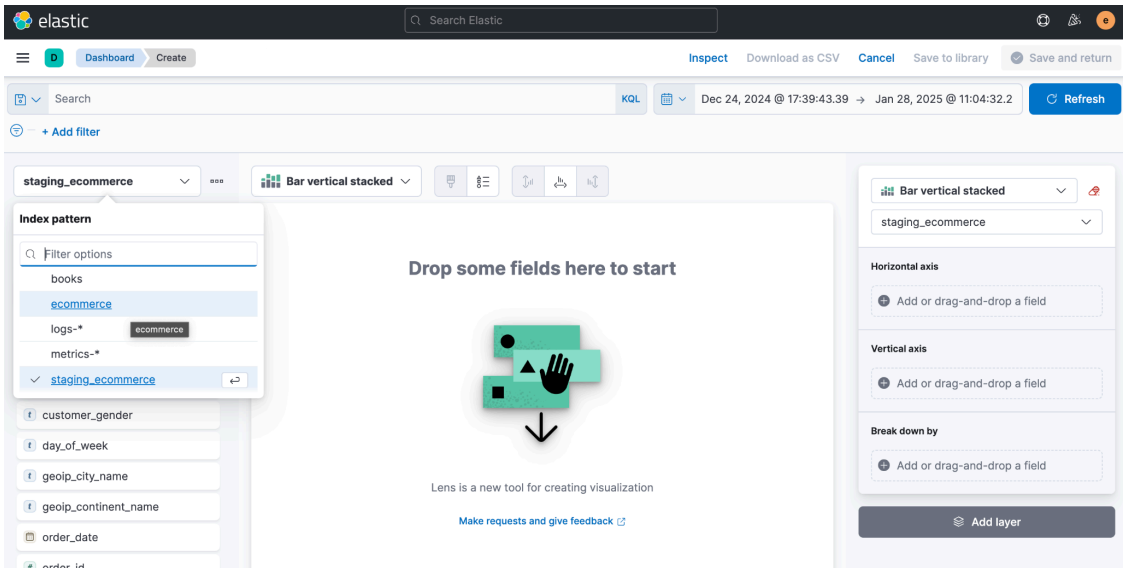 elastic
Search Elastic
e
D
Dashboard
Create
Inspect
Download as CSV
Cancel
Save to library
Save and return
Search
KQL
Dec 24, 2024 @ 17:39:43.39 → Jan 28, 2025 @ 11:04:32.2
Refresh
+ Add filter
staging_ecommerce
Index pattern
Filter options
books
ecommerce
logs-*
ecommerce
metrics-*
staging_ecommerce
t customer_gender
t day_of_week
t geoip_city_name
t geoip_continent_name
order_date
# order_id
Bar vertical stacked
Drop some fields here to start
Lens is a new tool for creating visualization
Make requests and give feedback
Bar vertical stacked
staging_ecommerce
Horizontal axis
Add or drag-and-drop a field
Vertical axis
Add or drag-and-drop a field
Break down by
Add or drag-and-drop a field
Add layer